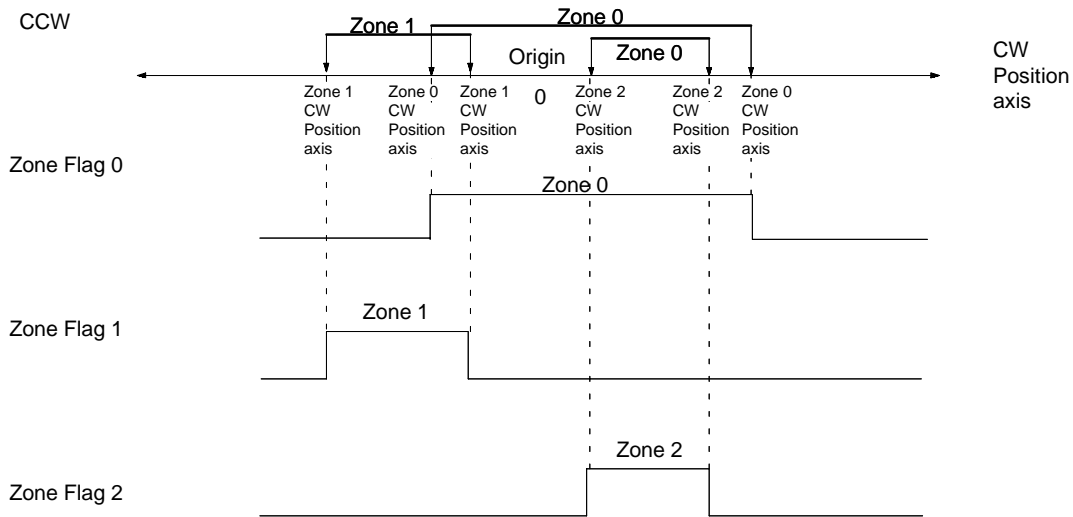 CCW
Zone 1
Zone 0
Origin
0
Zone 0
CW
Position
axis
Zone 1
CW
Position
axis
Zone 0
CW
Position
axis
Zone 1
CW
Position
axis
Zone 2
CW
Position
axis
Zone 2
CW
Position
axis
Zone 0
CW
Position
axis
Zone Flag 0
Zone 0
Zone Flag 1
Zone 1
Zone Flag 2
Zone 2